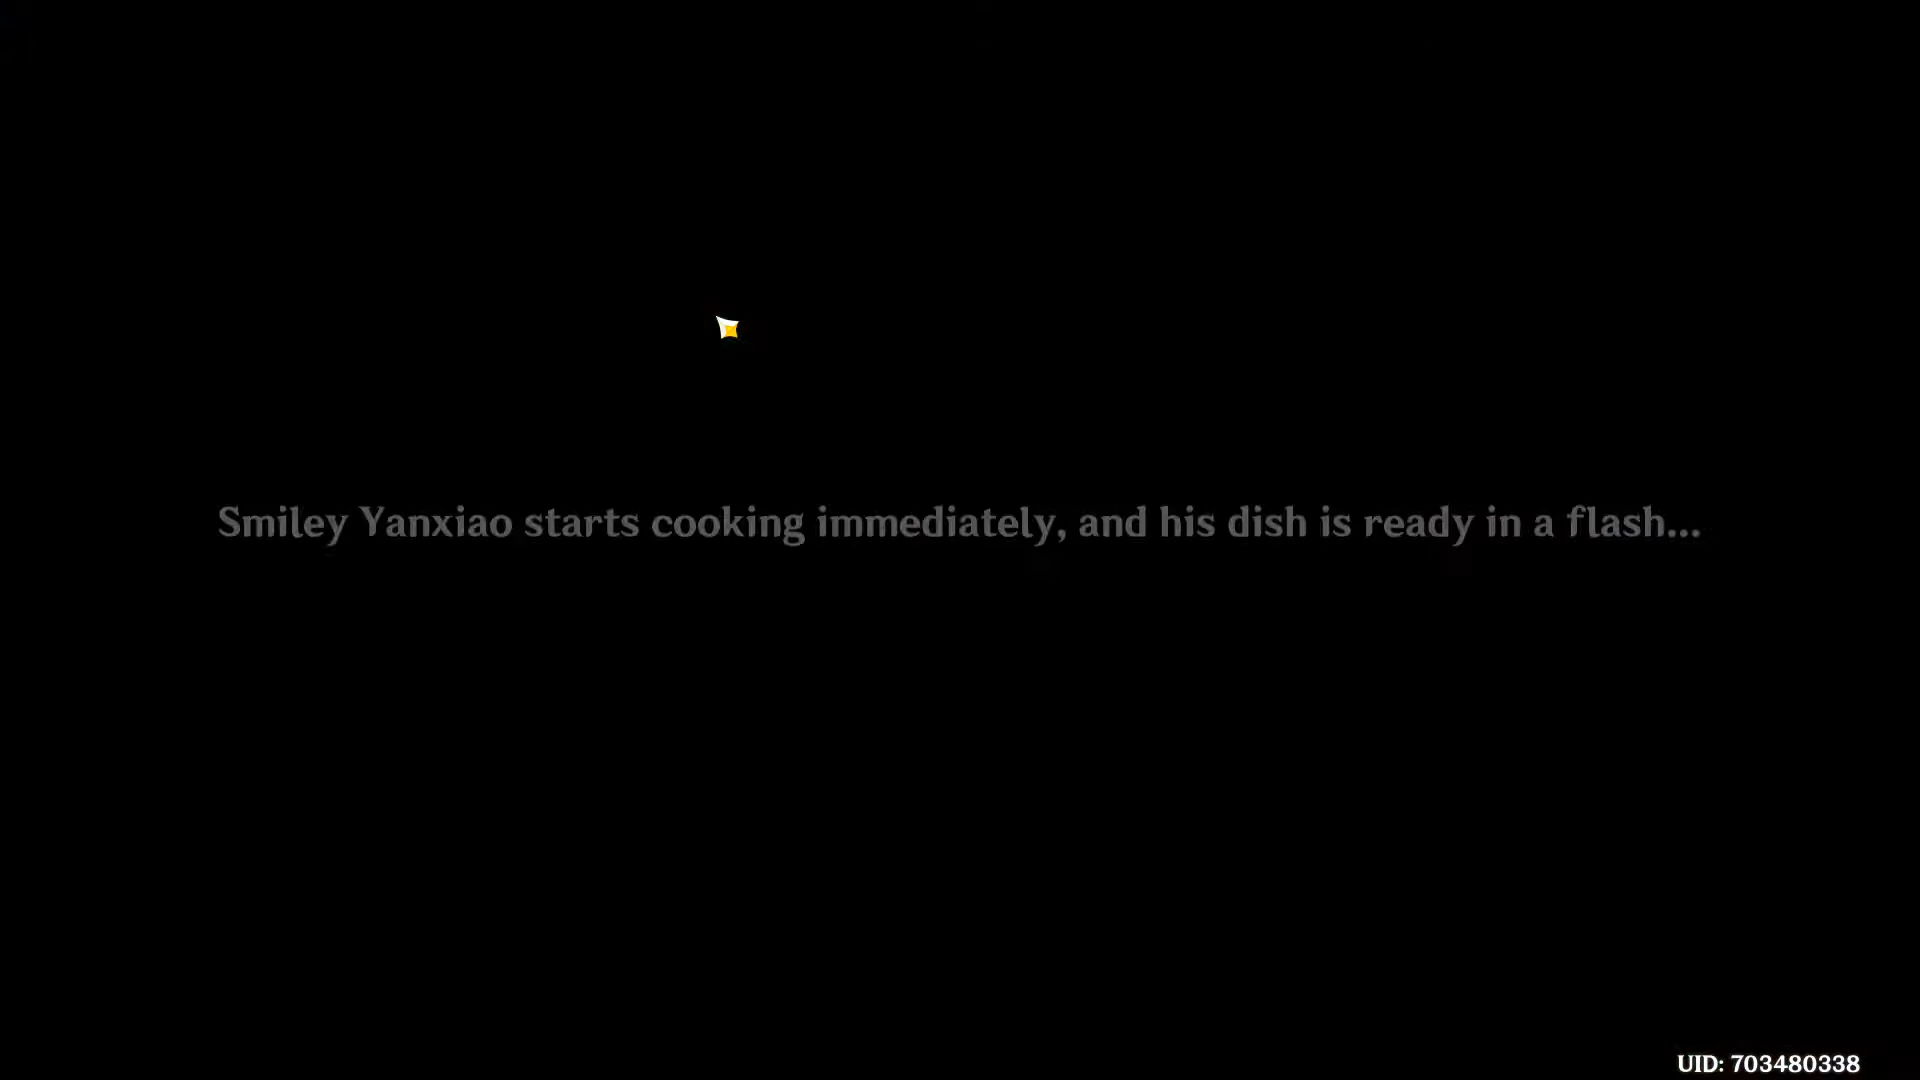 Smiley Yanxiao starts cooking immediately, and his dish is ready in a flash...
UID: 703480338